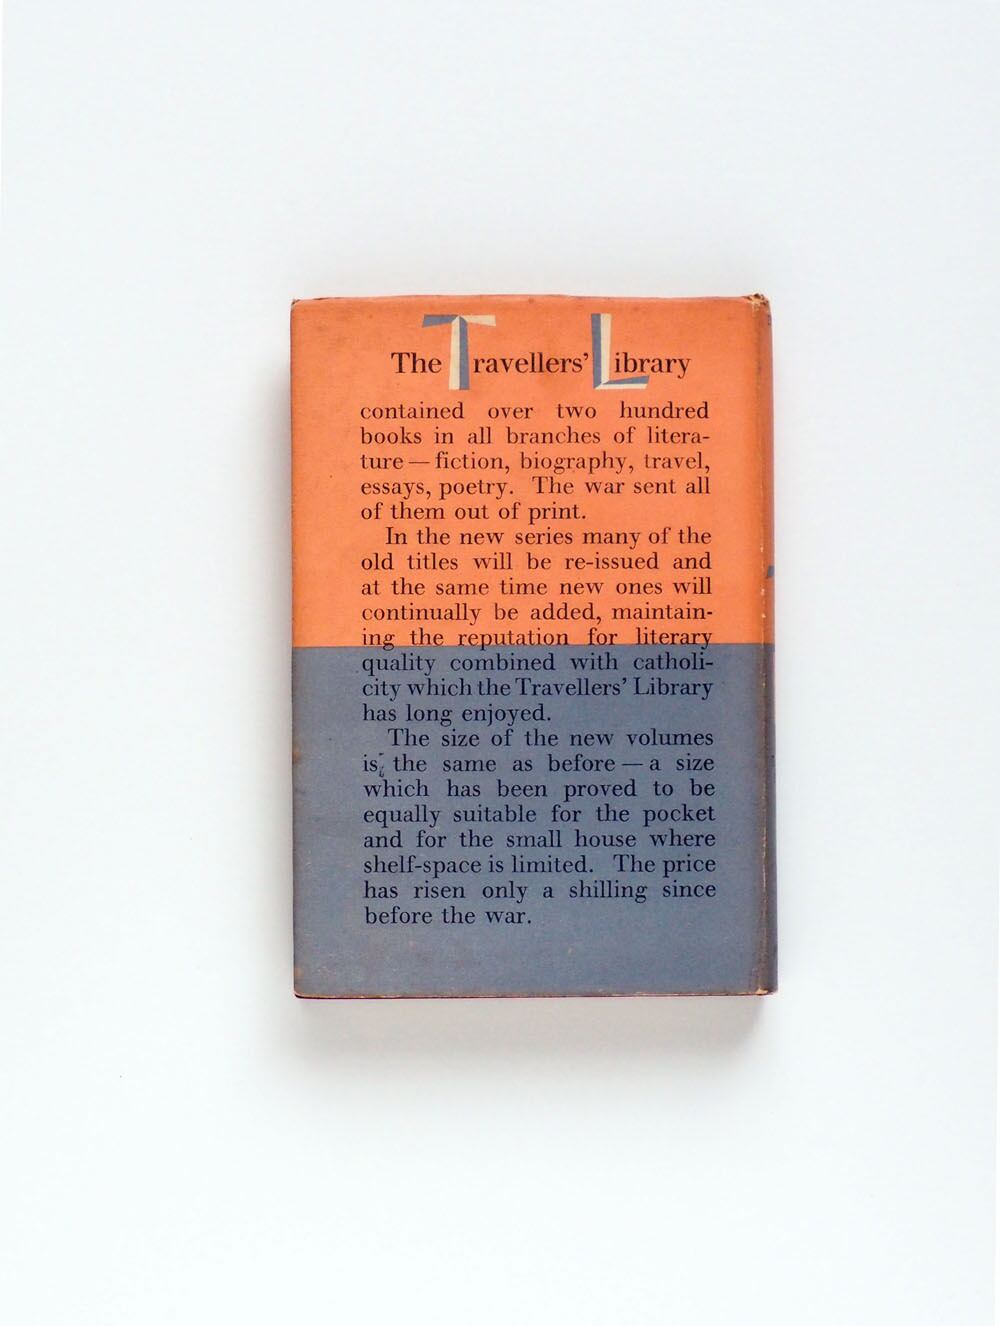 The Travellers' Library
contained over two hundred
books in all branches of litera-
ture — fiction, biography, travel,
essays, poetry. The war sent all
of them out of print.
In the new series many of the
old titles will be re-issued and
at the same time new ones will
continually be added, maintain-
ing the reputation for literary
quality combined with catholi-
city which the Travellers' Library
has long enjoyed.
The size of the new volumes
is the same as before — a size
which has been proved to be
equally suitable for the pocket
and for the small house where
shelf-space is limited. The price
has risen only a shilling since
before the war.